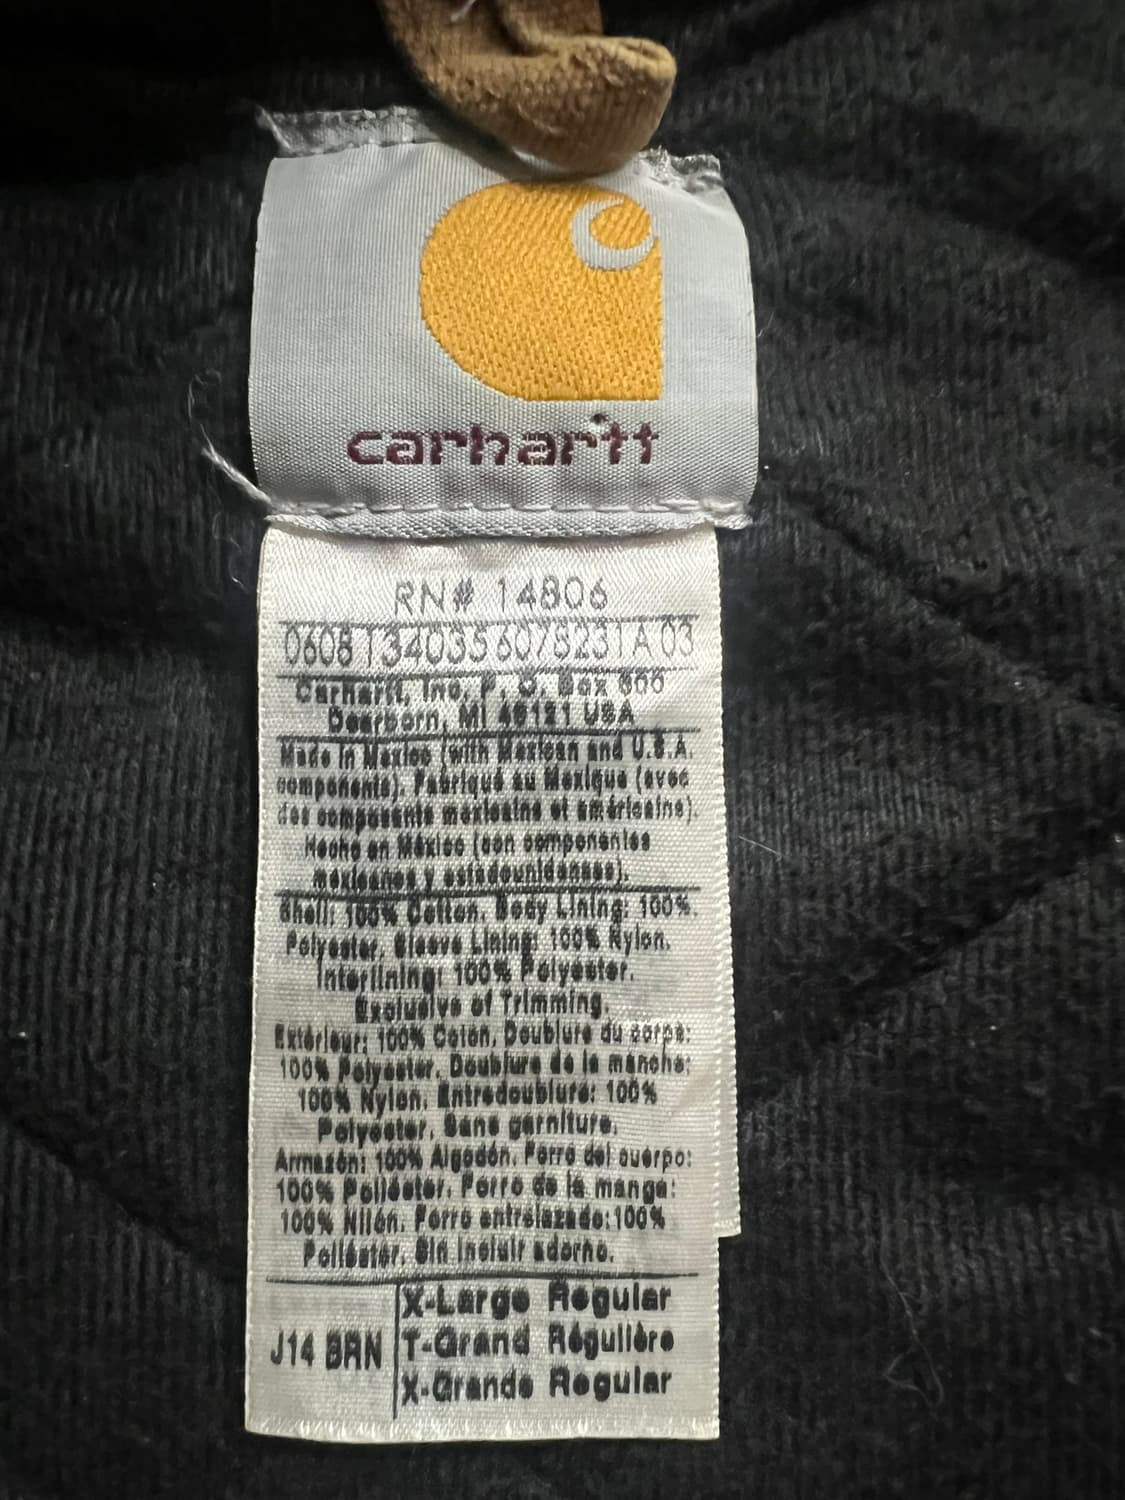 carhartt
RN# 14806
0608 T34035 6078231A 03
Carhartt, Inc. P. O. Box 600
Dearborn, MI 48121 USA
Made in Mexico (with Mexican and U.S.A.
components). Fabriqué au Mexique (avec
des composants mexicains et américains).
Hecho en México (con componentes
mexicanos y estadounidenses).
Shell: 100% Cotton. Body Lining: 100%.
Polyester. Sleeve Lining: 100% Nylon.
Interlining: 100% Polyester.
Exclusive of Trimming.
Extérieur: 100% Coton. Doublure du corps:
100% Polyester. Doublure de la manche:
100% Nylon. Entredoublure: 100%
Polyester. Sans garniture.
Armazón: 100% Algodón. Forro del cuerpo:
100% Poliéster. Forro de la manga:
100% Nilón. Forro entrelazado:100%
Poliéster. Sin incluir adorno.
X-Large Regular
J14 BRN T-Grand Régulière
X-Grande Regular